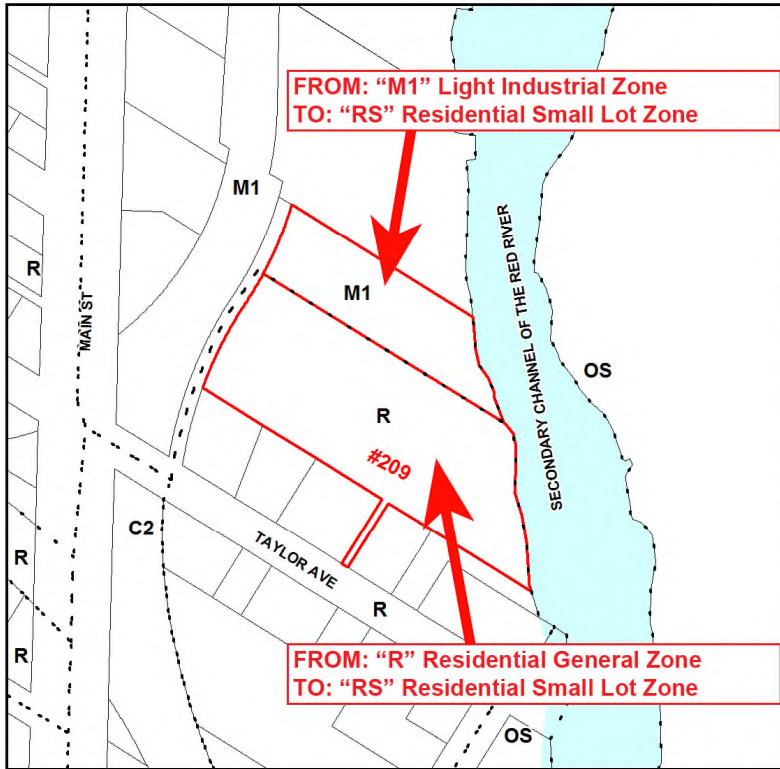 FROM: “M1” Light Industrial Zone
TO: “RS” Residential Small Lot Zone
M1
R
M1
MAIN ST
SECONDARY CHANNEL OF THE RED RIVER
OS
R
#209
C2
TAYLOR AVE
R
R
R
FROM: “R” Residential General Zone
TO: “RS” Residential Small Lot Zone
OS